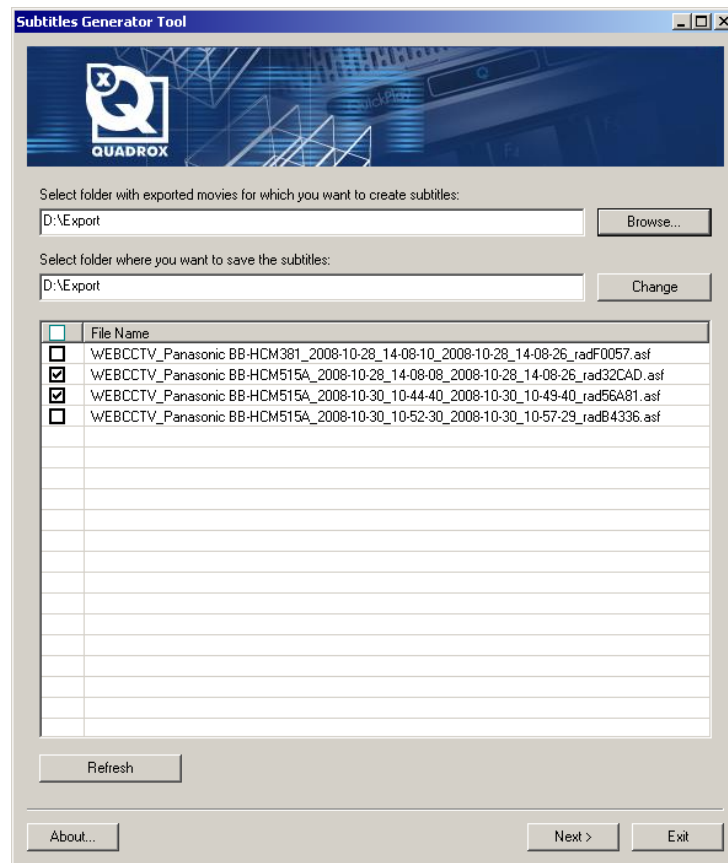 Subtitles Generator Tool
QUADROX
QuickPlay
Select folder with exported movies for which you want to create subtitles:
D:\Export
Browse...
Select folder where you want to save the subtitles:
D:\Export
Change
File Name
WEBCCTV_Panasonic BB-HCM381_2008-10-28_14-08-10_2008-10-28_14-08-26_radF0057.asf
WEBCCTV_Panasonic BB-HCM515A_2008-10-28_14-08-08_2008-10-28_14-08-26_rad32CAD.asf
WEBCCTV_Panasonic BB-HCM515A_2008-10-30_10-44-40_2008-10-30_10-49-40_rad56A81.asf
WEBCCTV_Panasonic BB-HCM515A_2008-10-30_10-52-30_2008-10-30_10-57-29_radB4336.asf
Refresh
About...
Next >
Exit